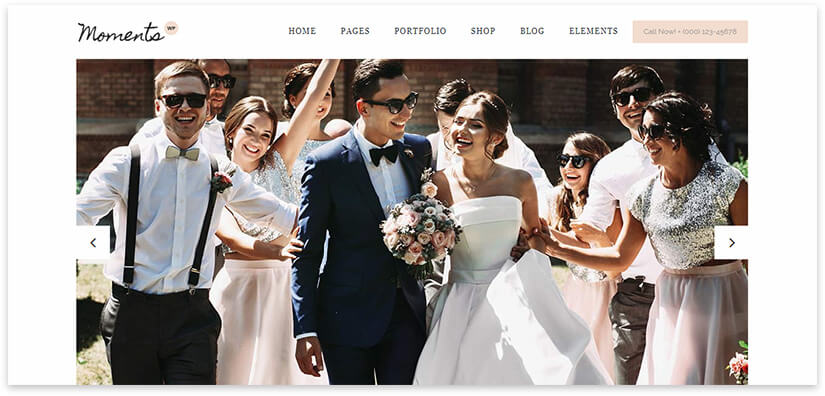 Moments WP
HOME PAGES PORTFOLIO SHOP BLOG ELEMENTS Call Now! + (000) 123-45678